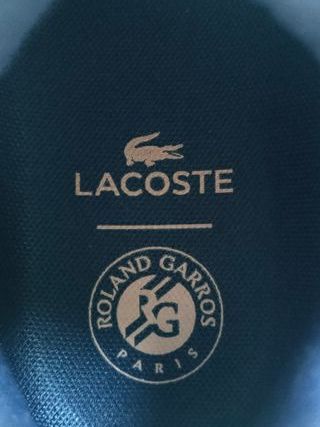 LACOSTE
ROLAND GARROS
RG
PARIS